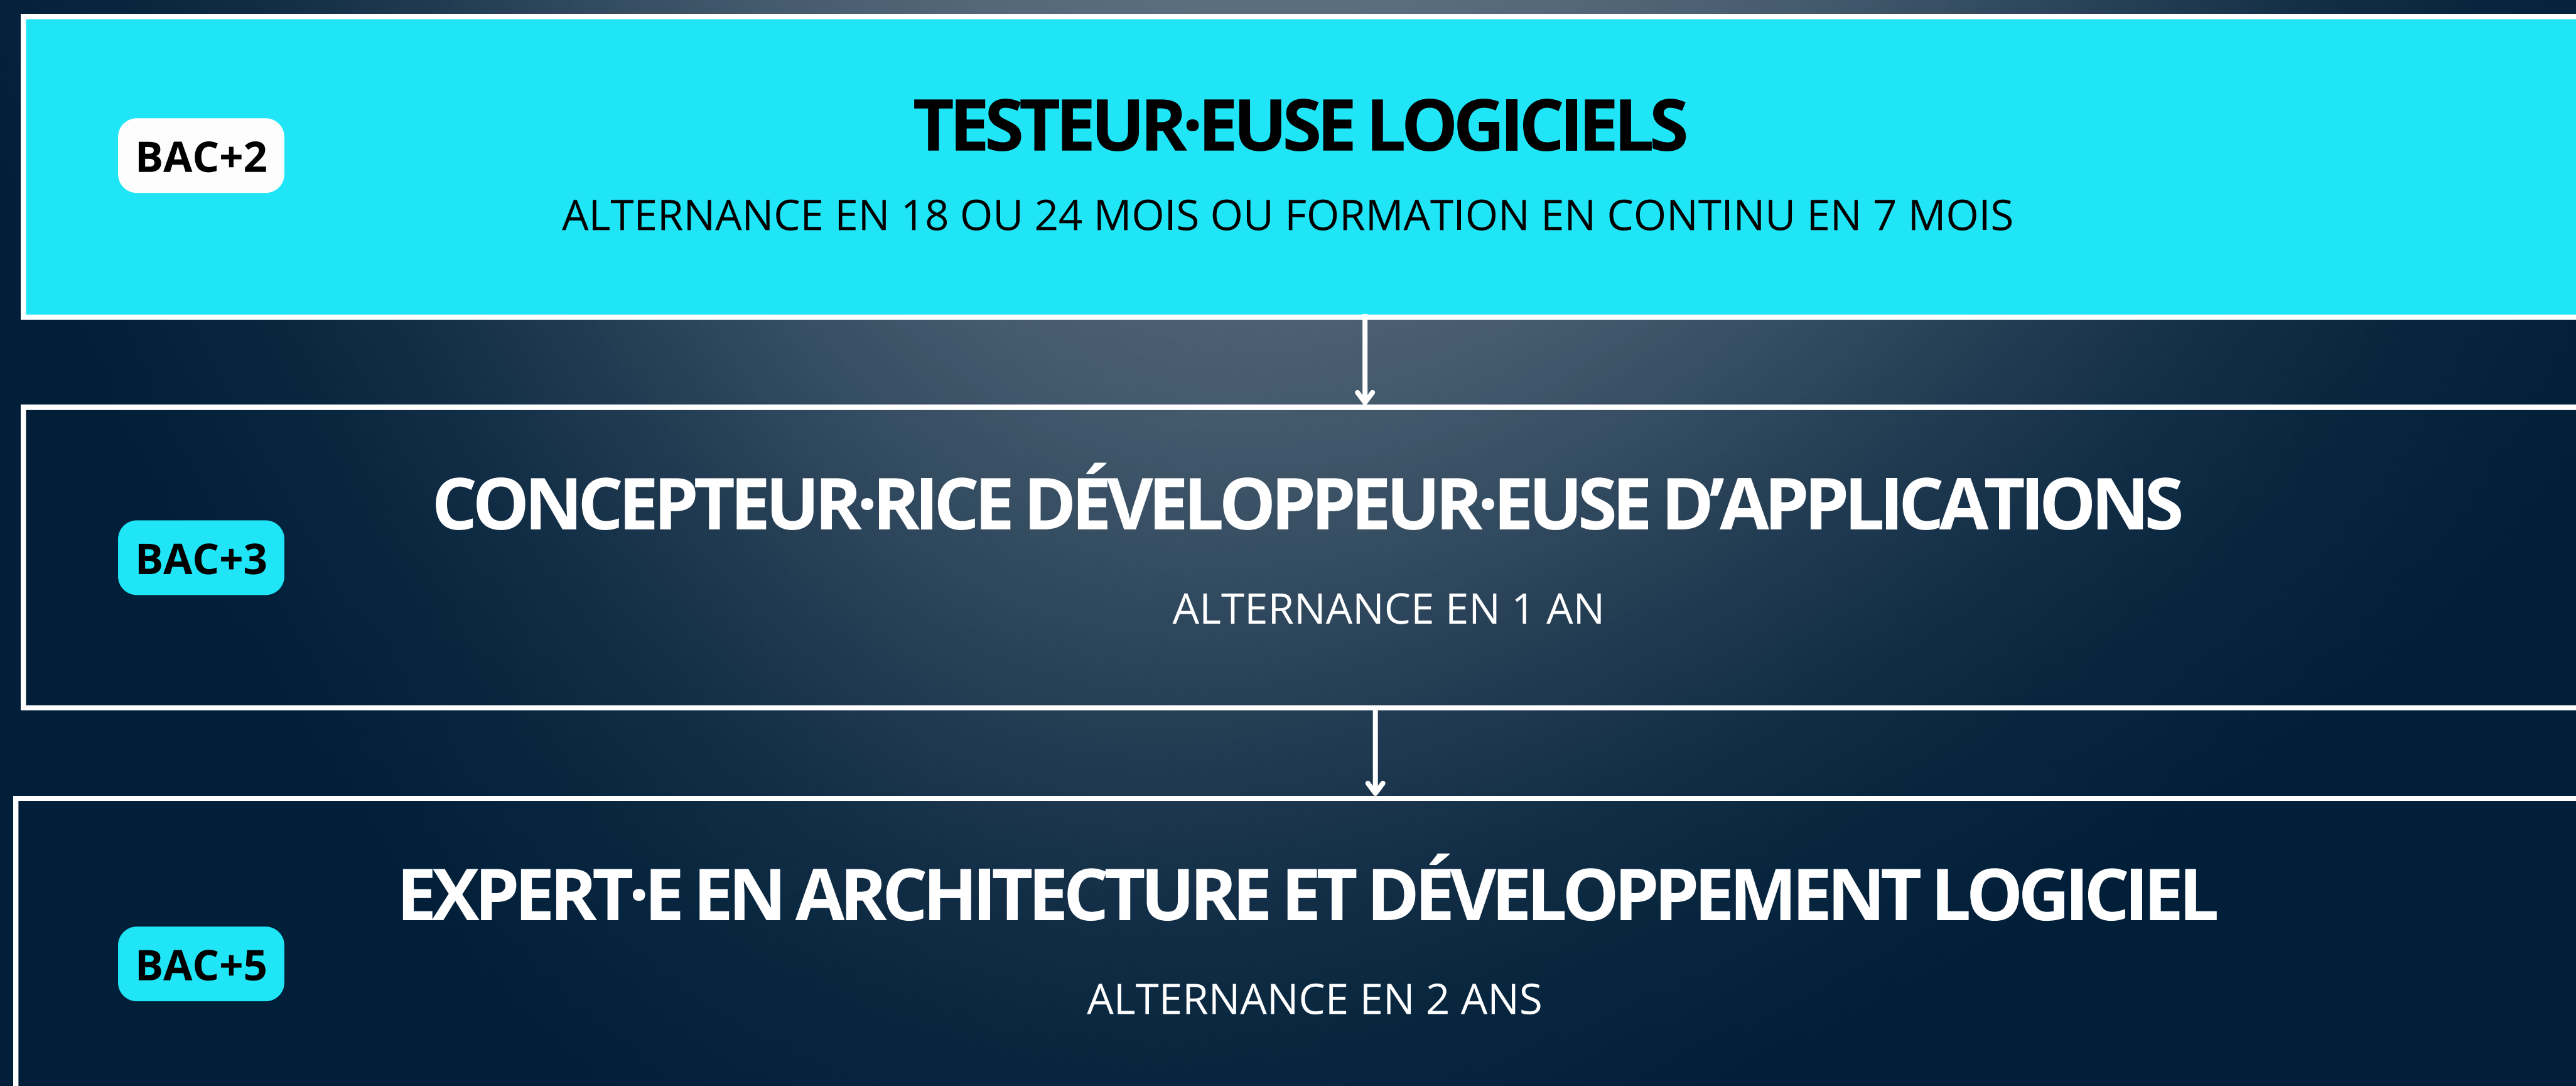 TESTEUR·EUSE LOGICIELS
BAC+2
ALTERNANCE EN 18 OU 24 MOIS OU FORMATION EN CONTINU EN 7 MOIS
CONCEPTEUR·RICE DÉVELOPPEUR·EUSE D’APPLICATIONS
BAC+3
ALTERNANCE EN 1 AN
EXPERT·E EN ARCHITECTURE ET DÉVELOPPEMENT LOGICIEL
BAC+5
ALTERNANCE EN 2 ANS